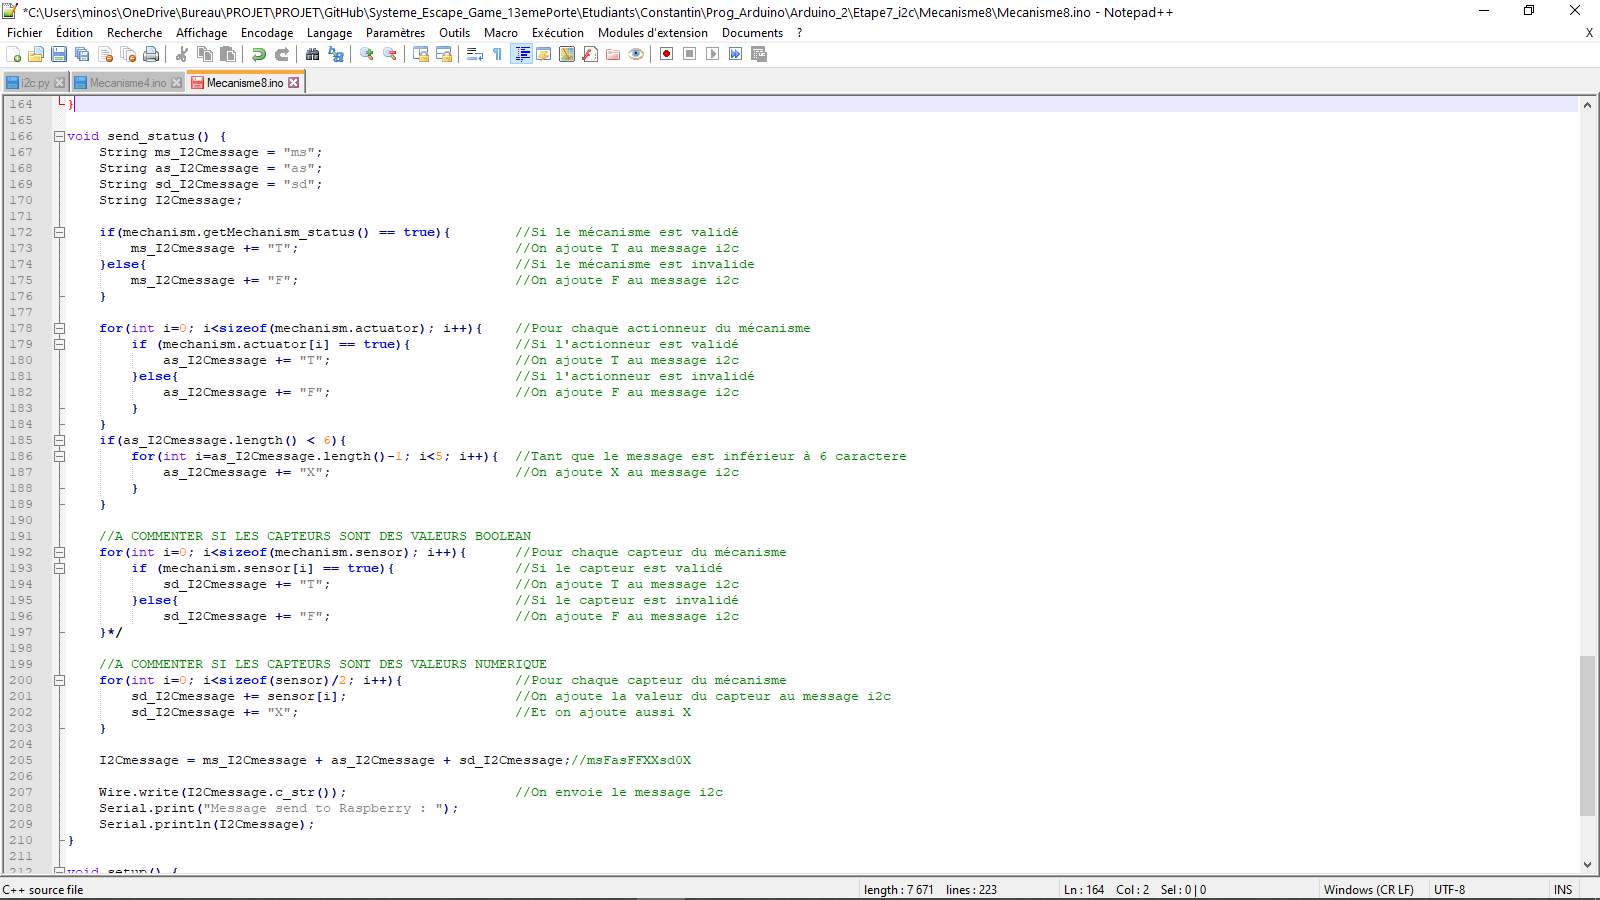 *C:\Users\minos\OneDrive\Bureau\PROJET\PROJET\GitHub\Systeme_Escape_Game_13emePorte\Etudiants\Constantin\Prog_Arduino\Arduino_2\Etape7_i2c\Mecanisme8\Mecanisme8.ino - Notepad++
Fichier Édition Recherche Affichage Encodage Langage Paramètres Outils Macro Exécution Modules d'extension Documents ? X
i2c.py Mecanisme4.ino Mecanisme8.ino
164 }
165
166 void send_status() {
167 String ms_I2Cmessage = "ms";
168 String as_I2Cmessage = "as";
169 String sd_I2Cmessage = "sd";
170 String I2Cmessage;
171
172 if(mechanism.getMechanism_status() == true){ //Si le mécanisme est validé
173 ms_I2Cmessage += "T"; //On ajoute T au message i2c
174 }else{ //Si le mécanisme est invalide
175 ms_I2Cmessage += "F"; //On ajoute F au message i2c
176 }
177
178 for(int i=0; i<sizeof(mechanism.actuator); i++){ //Pour chaque actionneur du mécanisme
179 if (mechanism.actuator[i] == true){ //Si l'actionneur est validé
180 as_I2Cmessage += "T"; //On ajoute T au message i2c
181 }else{ //Si l'actionneur est invalidé
182 as_I2Cmessage += "F"; //On ajoute F au message i2c
183 }
184 }
185 if(as_I2Cmessage.length() < 6){
186 for(int i=as_I2Cmessage.length()-1; i<5; i++){ //Tant que le message est inférieur à 6 caractere
187 as_I2Cmessage += "X"; //On ajoute X au message i2c
188 }
189 }
190
191 //A COMMENTER SI LES CAPTEURS SONT DES VALEURS BOOLEAN
192 for(int i=0; i<sizeof(mechanism.sensor); i++){ //Pour chaque capteur du mécanisme
193 if (mechanism.sensor[i] == true){ //Si le capteur est validé
194 sd_I2Cmessage += "T"; //On ajoute T au message i2c
195 }else{ //Si le capteur est invalidé
196 sd_I2Cmessage += "F"; //On ajoute F au message i2c
197 }*/
198
199 //A COMMENTER SI LES CAPTEURS SONT DES VALEURS NUMERIQUE
200 for(int i=0; i<sizeof(sensor)/2; i++){ //Pour chaque capteur du mécanisme
201 sd_I2Cmessage += sensor[i]; //On ajoute la valeur du capteur au message i2c
202 sd_I2Cmessage += "X"; //Et on ajoute aussi X
203 }
204
205 I2Cmessage = ms_I2Cmessage + as_I2Cmessage + sd_I2Cmessage;//msFasFFXXsd0X
206
207 Wire.write(I2Cmessage.c_str()); //On envoie le message i2c
208 Serial.print("Message send to Raspberry : ");
209 Serial.println(I2Cmessage);
210 }
211
212 void setup() {
C++ source file length : 7 671 lines : 223 Ln : 164 Col : 2 Sel : 0 | 0 Windows (CR LF) UTF-8 INS